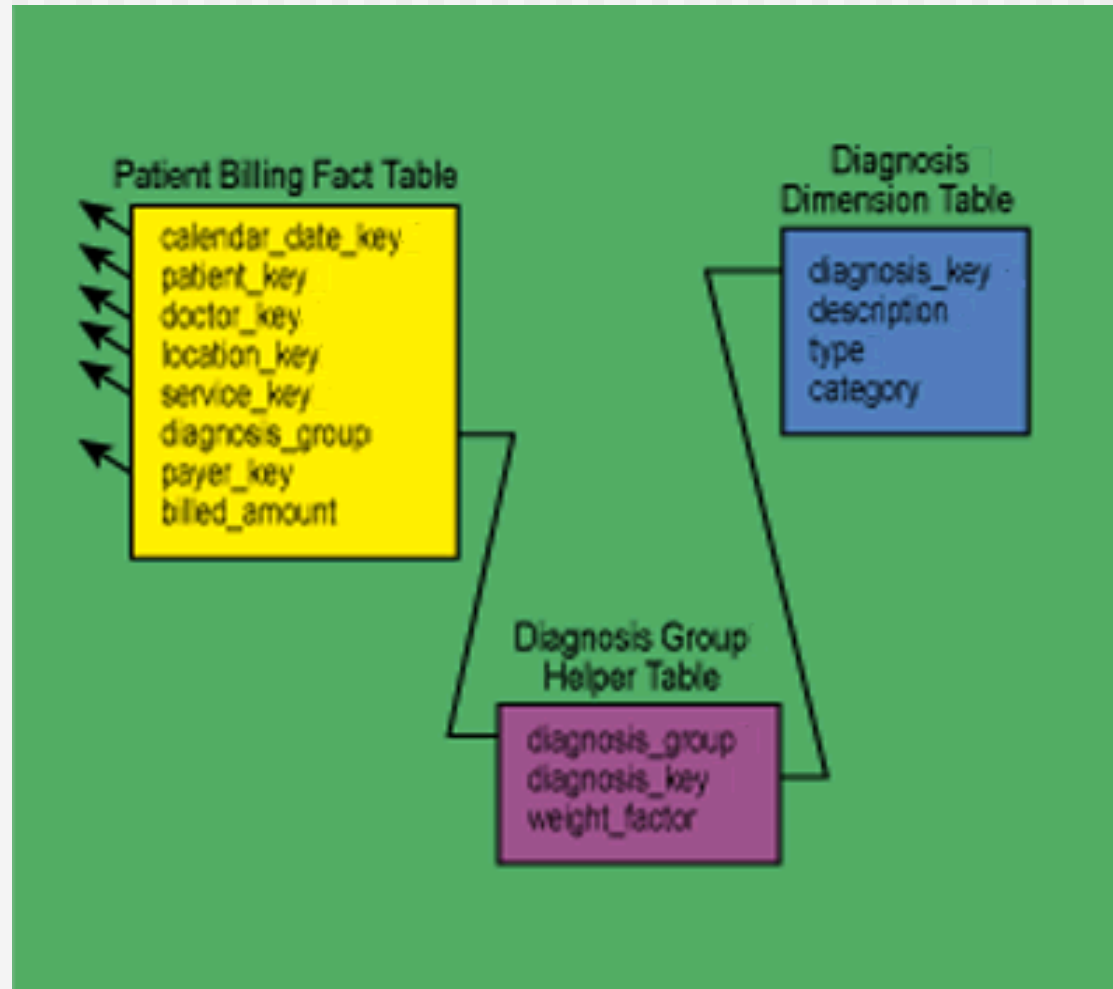 Patient Billing Fact Table
calendar_date_key
patient_key
doctor_key
location_key
service_key
diagnosis_group
payer_key
billed_amount
Diagnosis
Dimension Table
diagnosis_key
description
type
category
Diagnosis Group
Helper Table
diagnosis_group
diagnosis_key
weight_factor